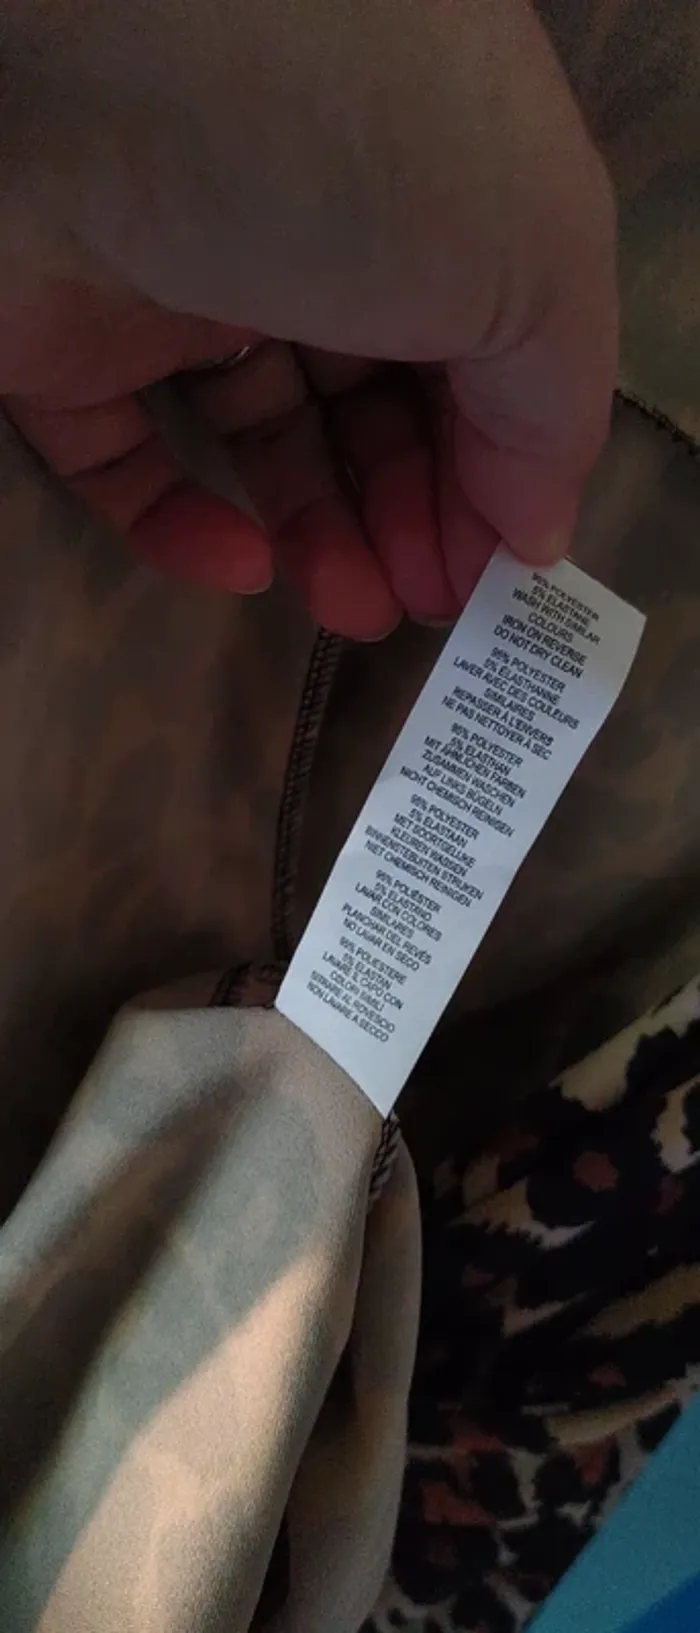 95% POLYESTER
5% ELASTANE
WASH WITH SIMILAR
COLOURS
IRON ON REVERSE
DO NOT DRY CLEAN
95% POLYESTER
5% ÉLASTHANNE
LAVER AVEC DES COULEURS
SIMILAIRES
REPASSER À L'ENVERS
NE PAS NETTOYER À SEC
95% POLYESTER
5% ELASTHAN
MIT ÄHNLICHEN FARBEN
ZUSAMMEN WASCHEN
AUF LINKS BÜGELN
NICHT CHEMISCH REINIGEN
95% POLYESTER
5% ELASTAAN
MET SOORTGELIJKE
KLEUREN WASSEN
BINNENSTEBUITEN STRIJKEN
NIET CHEMISCH REINIGEN
95% POLIÉSTER
5% ELASTANO
LAVAR CON COLORES
SIMILARES
PLANCHAR DEL REVÉS
NO LAVAR EN SECO
95% POLIESTERE
5% ELASTAN
LAVARE IL CAPO CON
COLORI SIMILI
STIRARE AL ROVESCIO
NON LAVARE A SECCO